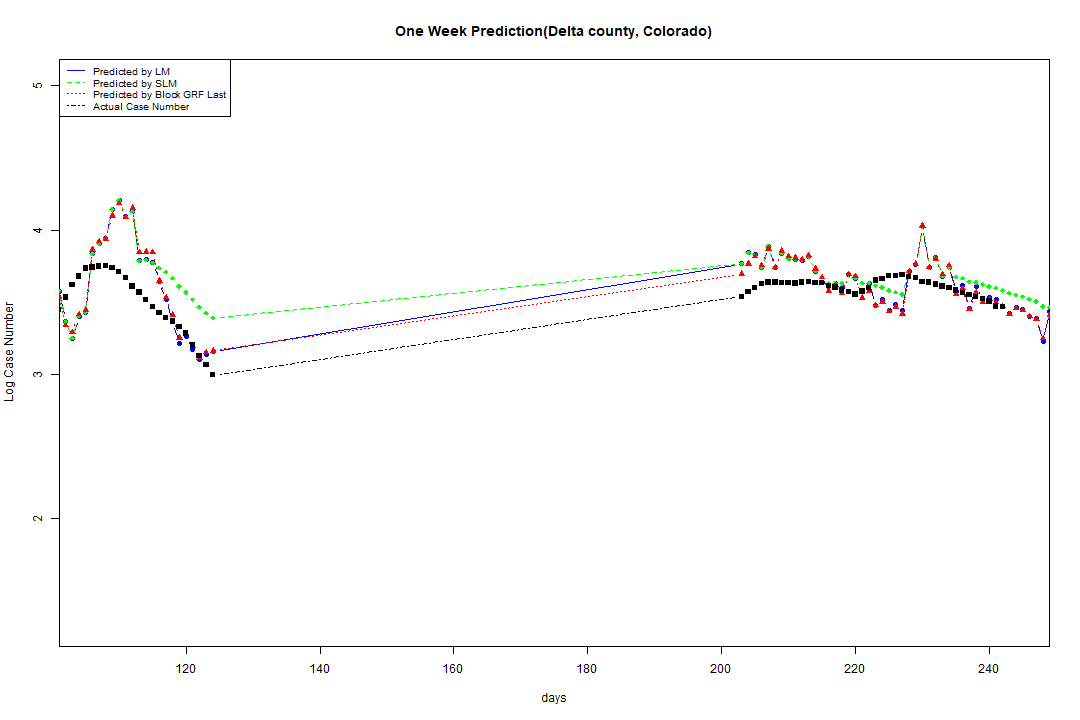 One Week Prediction(Delta county, Colorado)
Predicted by LM
Predicted by SLM
Predicted by Block GRF Last
Actual Case Number
5
4
3
2
Log Case Number
120 140 160 180 200 220 240
days